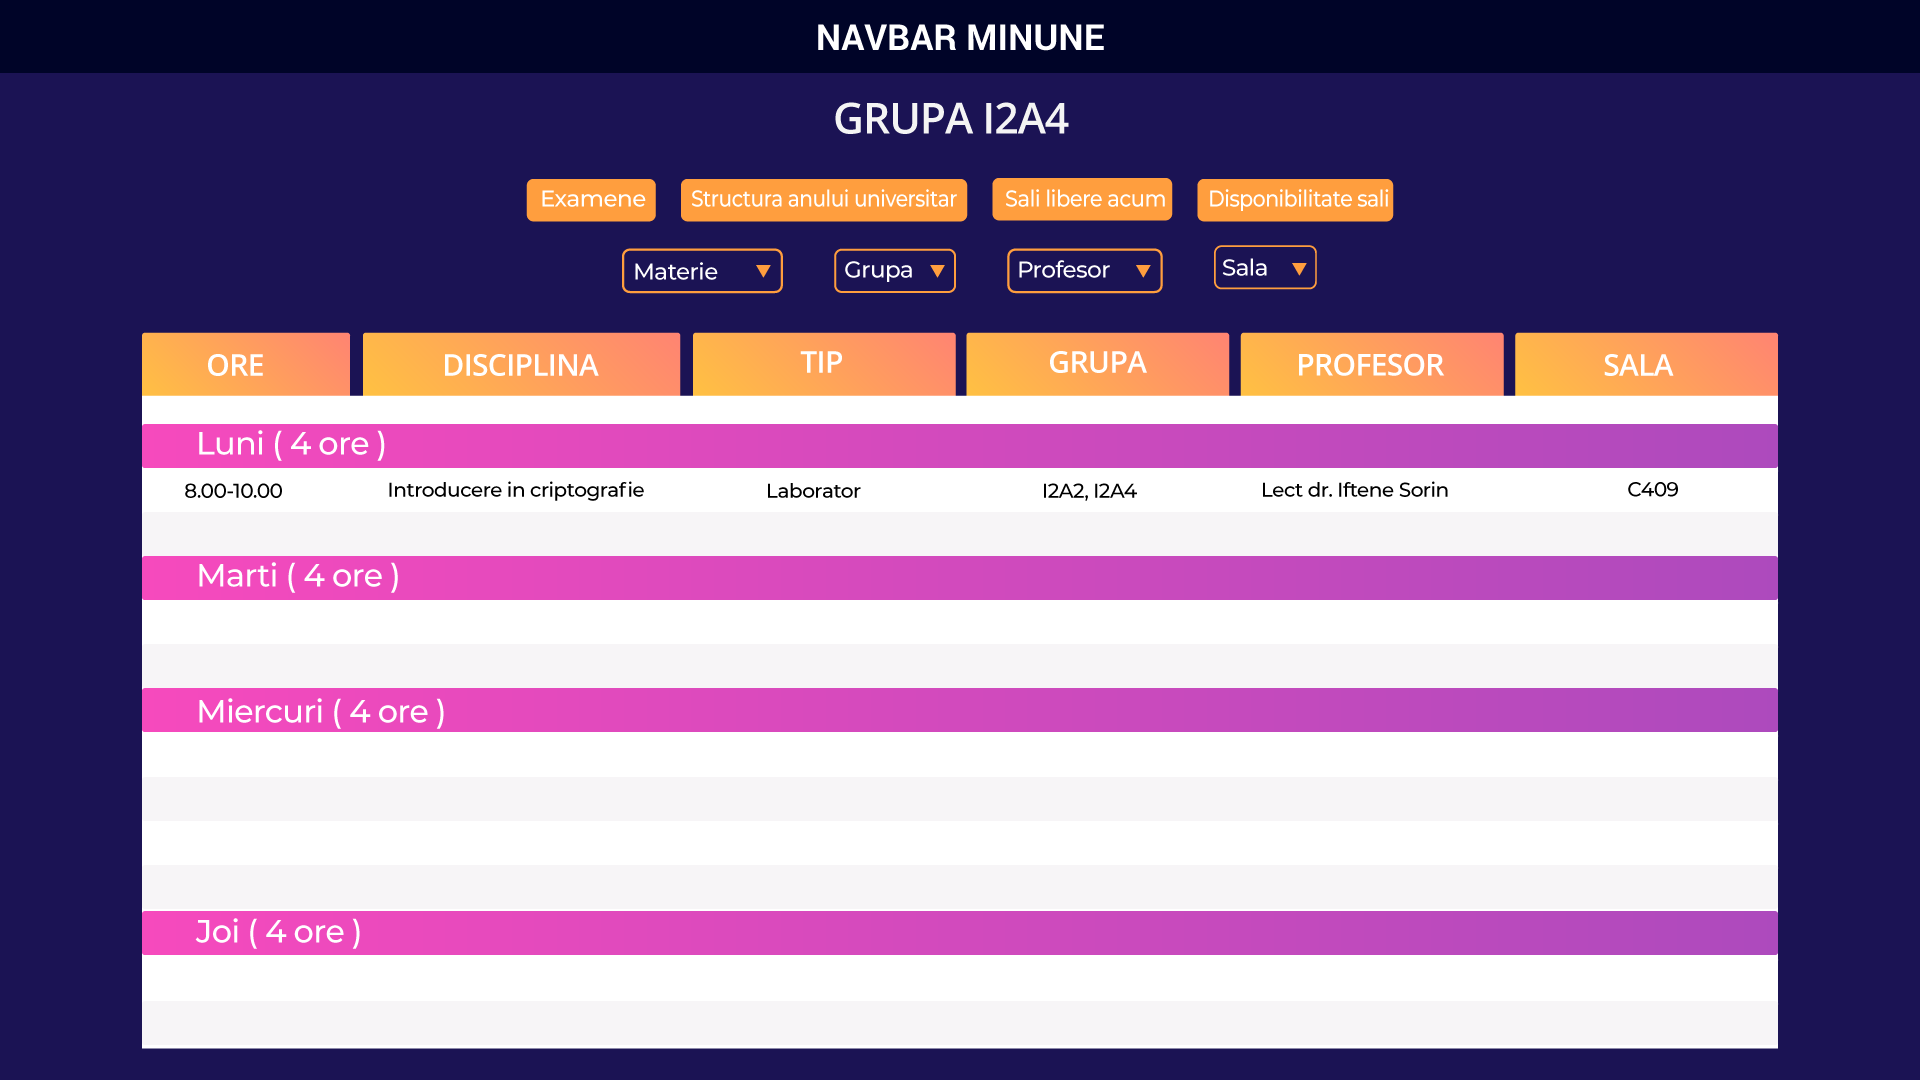 NAVBAR MINUNE
GRUPA I2A4
Examene Structura anului universitar Sali libere acum Disponibilitate sali
Materie Grupa Profesor Sala
ORE DISCIPLINA TIP GRUPA PROFESOR SALA
Luni ( 4 ore )
8.00-10.00 Introducere in criptografie Laborator I2A2, I2A4 Lect dr. Iftene Sorin C409
Marti ( 4 ore )
Miercuri ( 4 ore )
Joi ( 4 ore )